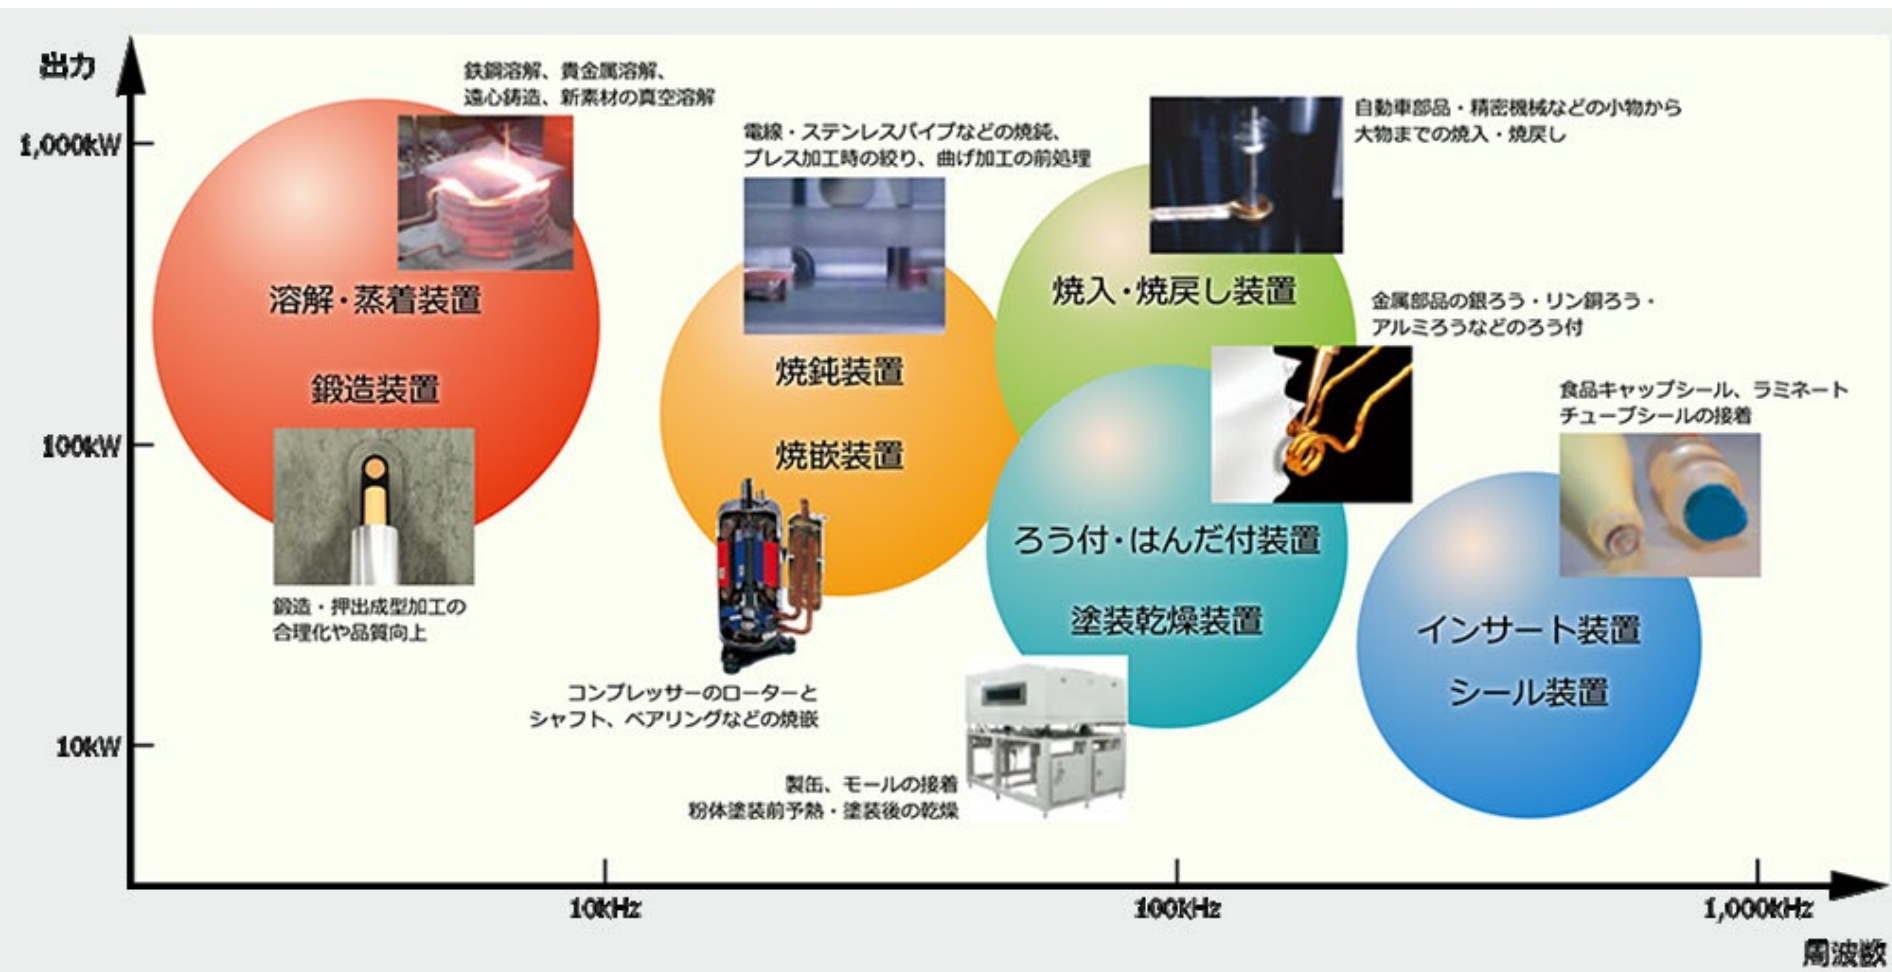 出力
鉄鋼溶解、貴金属溶解、
遠心鋳造、新素材の真空溶解
1,000kW
溶解・蒸着装置
鍛造装置
100kW
鍛造・押出成型加工の
合理化や品質向上
電線・ステンレスパイプなどの焼鈍、
プレス加工時の絞り、曲げ加工の前処理
焼鈍装置
焼嵌装置
コンプレッサーのローターと
シャフト、ベアリングなどの焼嵌
自動車部品・精密機械などの小物から
大物までの焼入・焼戻し
焼入・焼戻し装置
金属部品の銀ろう・リン銅ろう・
アルミろうなどのろう付
ろう付・はんだ付装置
塗装乾燥装置
製缶、モールの接着
粉体塗装前予熱・塗装後の乾燥
食品キャップシール、ラミネート
チューブシールの接着
インサート装置
シール装置
10kW
10kHz
100kHz
1,000kHz
周波数